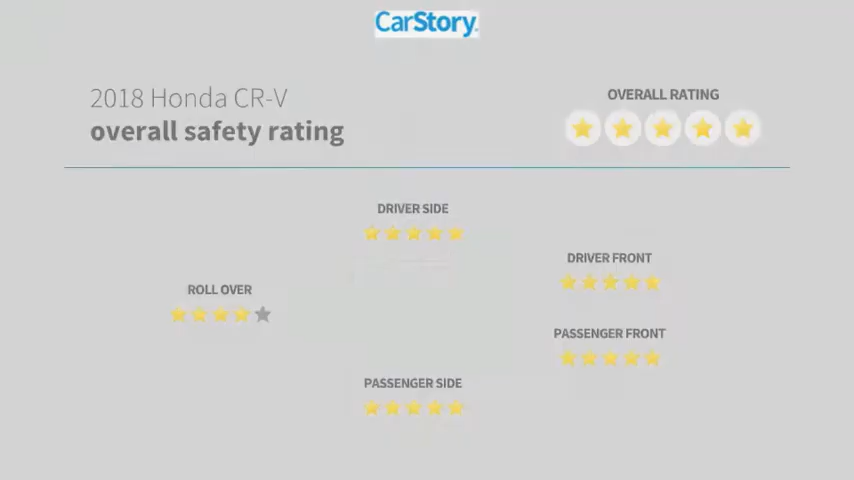 CarStory.
2018 Honda CR-V
overall safety rating
OVERALL RATING
DRIVER SIDE
DRIVER FRONT
ROLL OVER
PASSENGER FRONT
PASSENGER SIDE